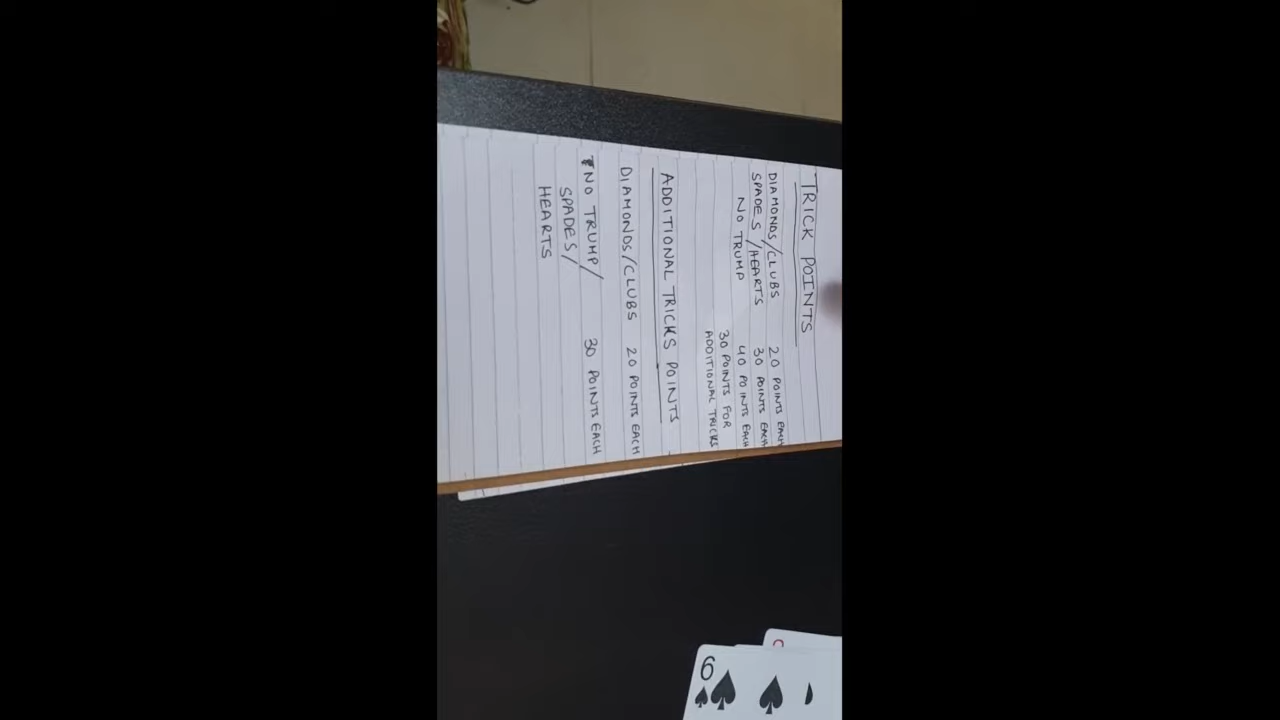 TRICK POINTS
DIAMONDS/CLUBS 20 POINTS EACH
SPADES/HEARTS 30 POINTS EACH
NO TRUMP 40 POINTS EACH
30 POINTS FOR
ADDITIONAL TRICKS
ADDITIONAL TRICKS POINTS
DIAMONDS/CLUBS 20 POINTS EACH
NO TRUMP/ 30 POINTS EACH
SPADES/
HEARTS
6